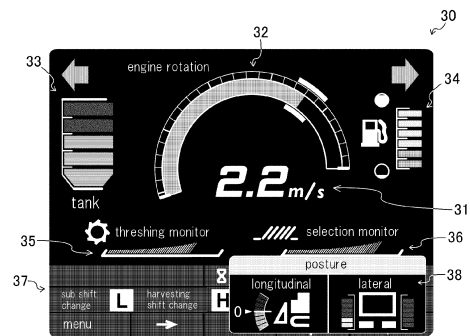 30
32
33
engine rotation
34
2.2 m/s
tank
31
threshing monitor
selection monitor
35
36
posture
37
38
sub shift
change
L
harvesting
shift change
H
longitudinal
lateral
0
menu